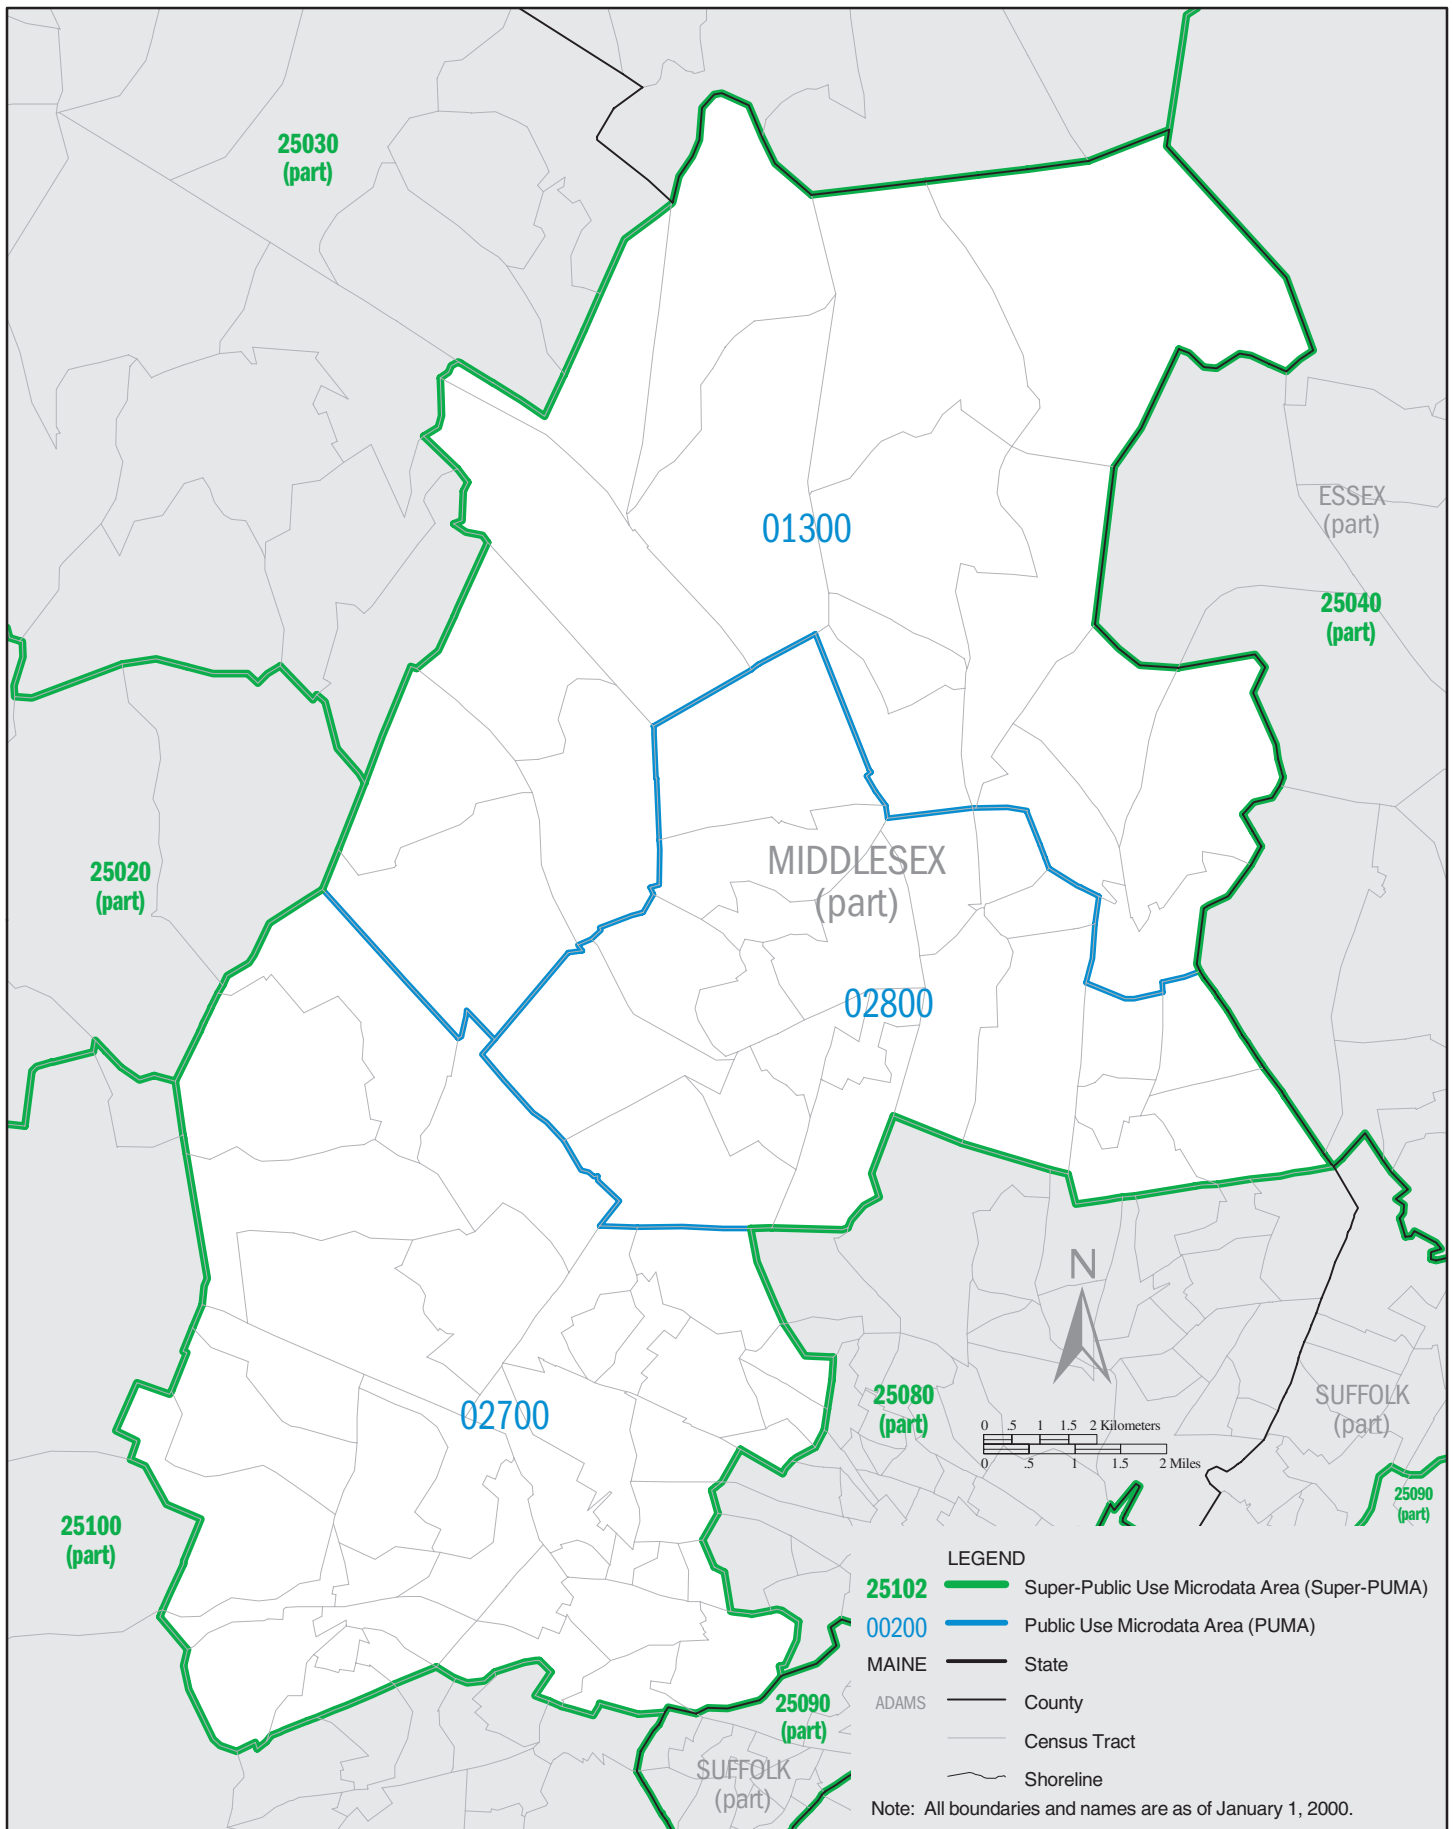 25030
(part)
01300
ESSEX
(part)
25040
(part)
MIDDLESEX
(part)
25020
(part)
02800
N
25080
(part)
SUFFOLK
(part)
02700
0 .5 1 1.5 2 Kilometers
0 .5 1 1.5 2 Miles
25090
(part)
25100
(part)
LEGEND
25102 Super-Public Use Microdata Area (Super-PUMA)
00200 Public Use Microdata Area (PUMA)
MAINE State
ADAMS County
Census Tract
Shoreline
Note: All boundaries and names are as of January 1, 2000.
25090
(part)
SUFFOLK
(part)